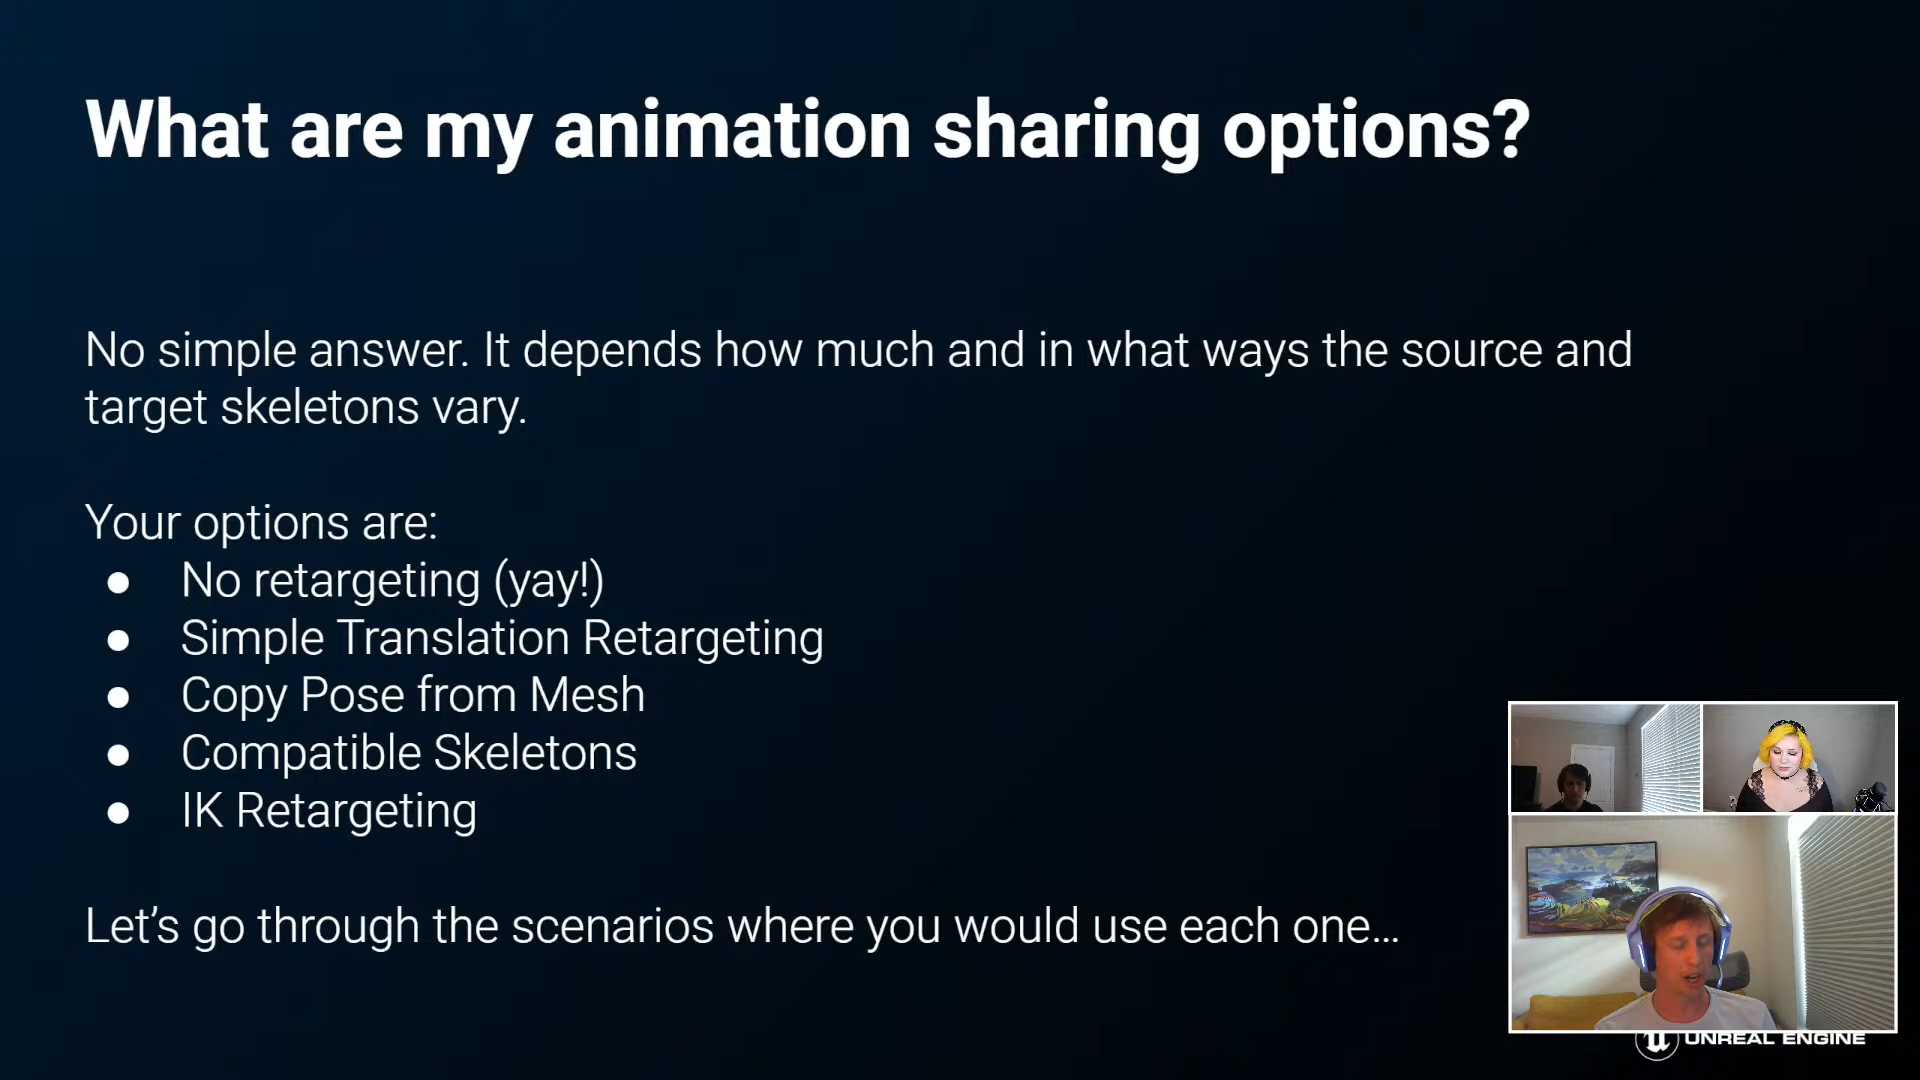 What are my animation sharing options?
No simple answer. It depends how much and in what ways the source and
target skeletons vary.
Your options are:
● No retargeting (yay!)
● Simple Translation Retargeting
● Copy Pose from Mesh
● Compatible Skeletons
● IK Retargeting
Let’s go through the scenarios where you would use each one…
UNREAL ENGINE